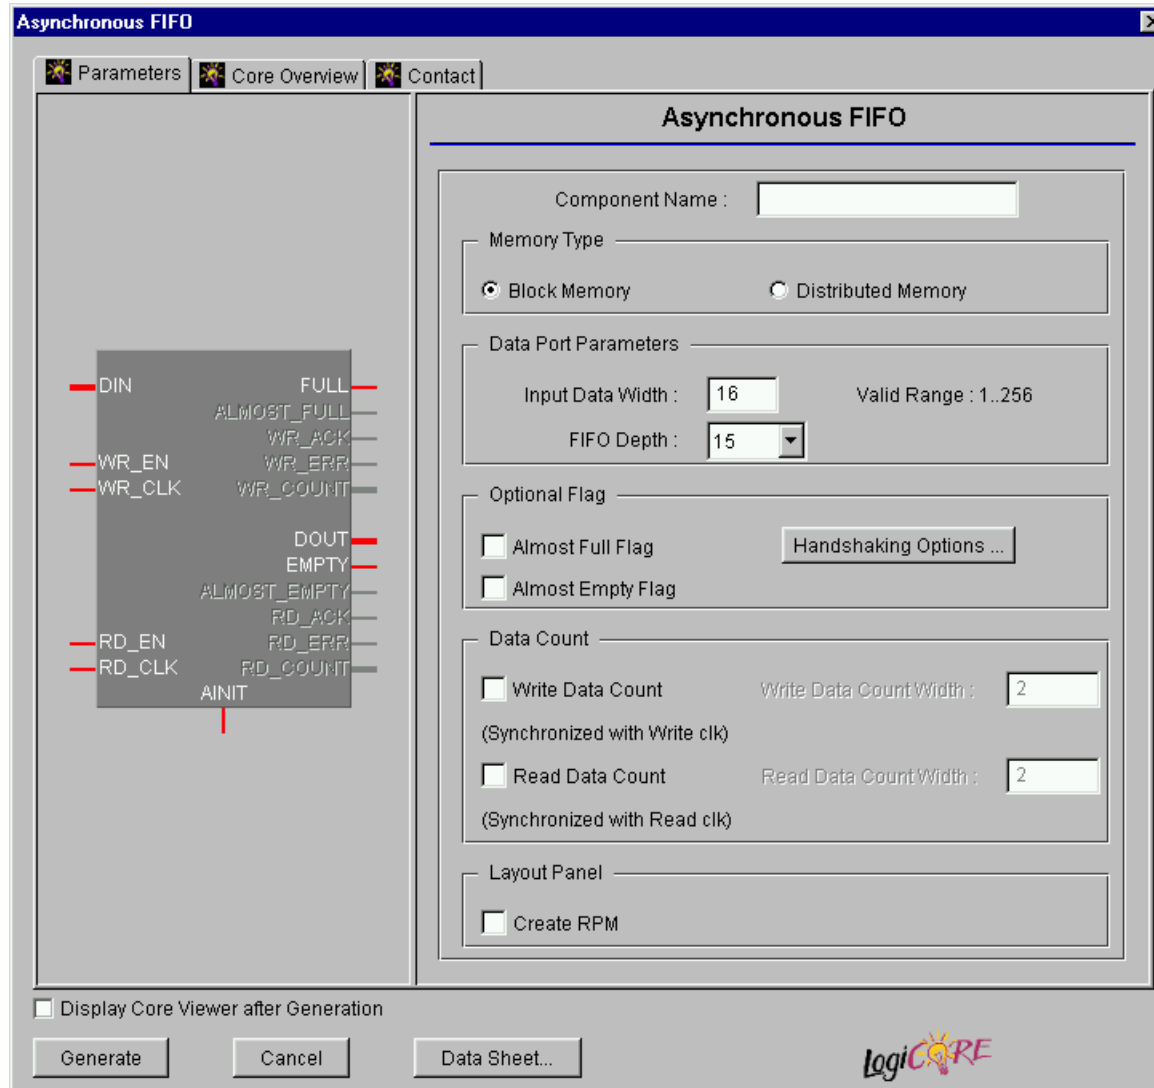 Asynchronous FIFO
Parameters
Core Overview
Contact
DIN
FULL
ALMOST_FULL
WR_ACK
WR_EN
WR_ERR
WR_CLK
WR_COUNT
DOUT
EMPTY
ALMOST_EMPTY
RD_ACK
RD_EN
RD_ERR
RD_CLK
RD_COUNT
AINIT
Asynchronous FIFO
Component Name :
Memory Type
Block Memory
Distributed Memory
Data Port Parameters
Input Data Width : 16 Valid Range : 1..256
FIFO Depth : 15
Optional Flag
Almost Full Flag
Handshaking Options ...
Almost Empty Flag
Data Count
Write Data Count
Write Data Count Width : 2
(Synchronized with Write clk)
Read Data Count
Read Data Count Width : 2
(Synchronized with Read clk)
Layout Panel
Create RPM
Display Core Viewer after Generation
Generate
Cancel
Data Sheet...
LogiCORE